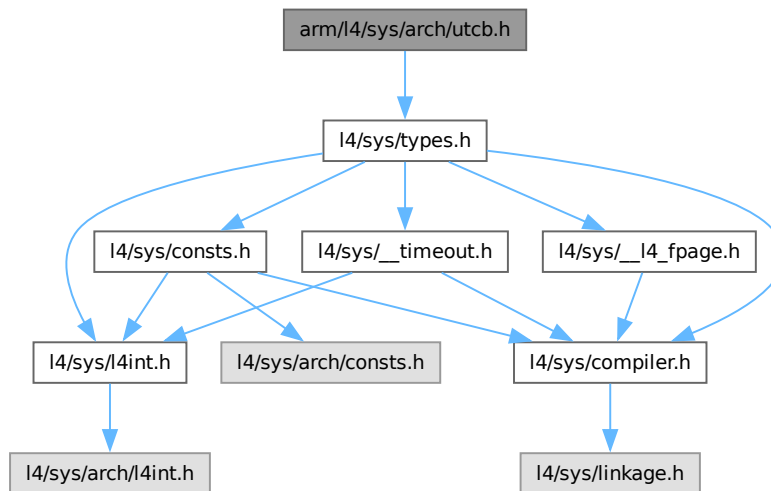 arm/l4/sys/arch/utcb.h
l4/sys/types.h
l4/sys/consts.h
l4/sys/__timeout.h
l4/sys/__l4_fpage.h
l4/sys/l4int.h
l4/sys/arch/consts.h
l4/sys/compiler.h
l4/sys/arch/l4int.h
l4/sys/linkage.h